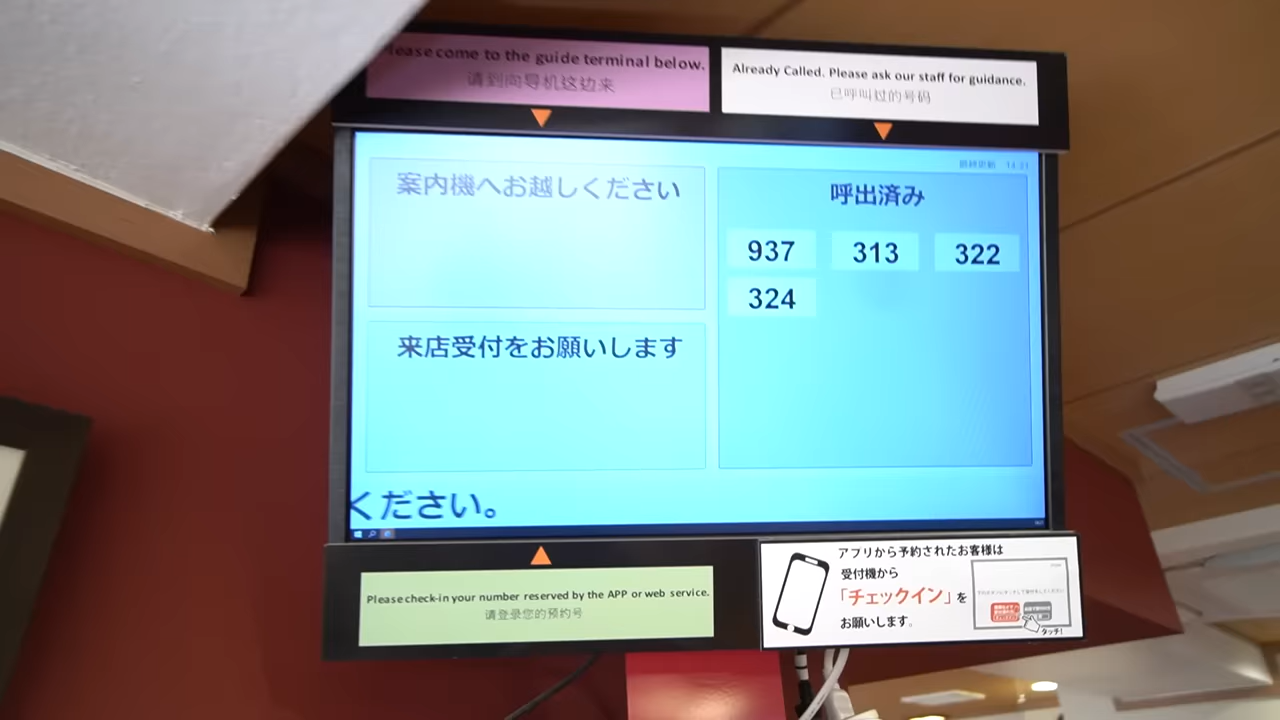 Please come to the guide terminal below.
请到向导机这边来
Already Called. Please ask our staff for guidance.
已呼叫过的号码
最終更新 14:21
案内機へお越しください
呼出済み
937 313 322
324
来店受付をお願いします
ください。
Please check-in your number reserved by the APP or web service.
请登录您的预约号
アプリから予約されたお客様は
受付機から
「チェックイン」を
お願いします。
タッチ!